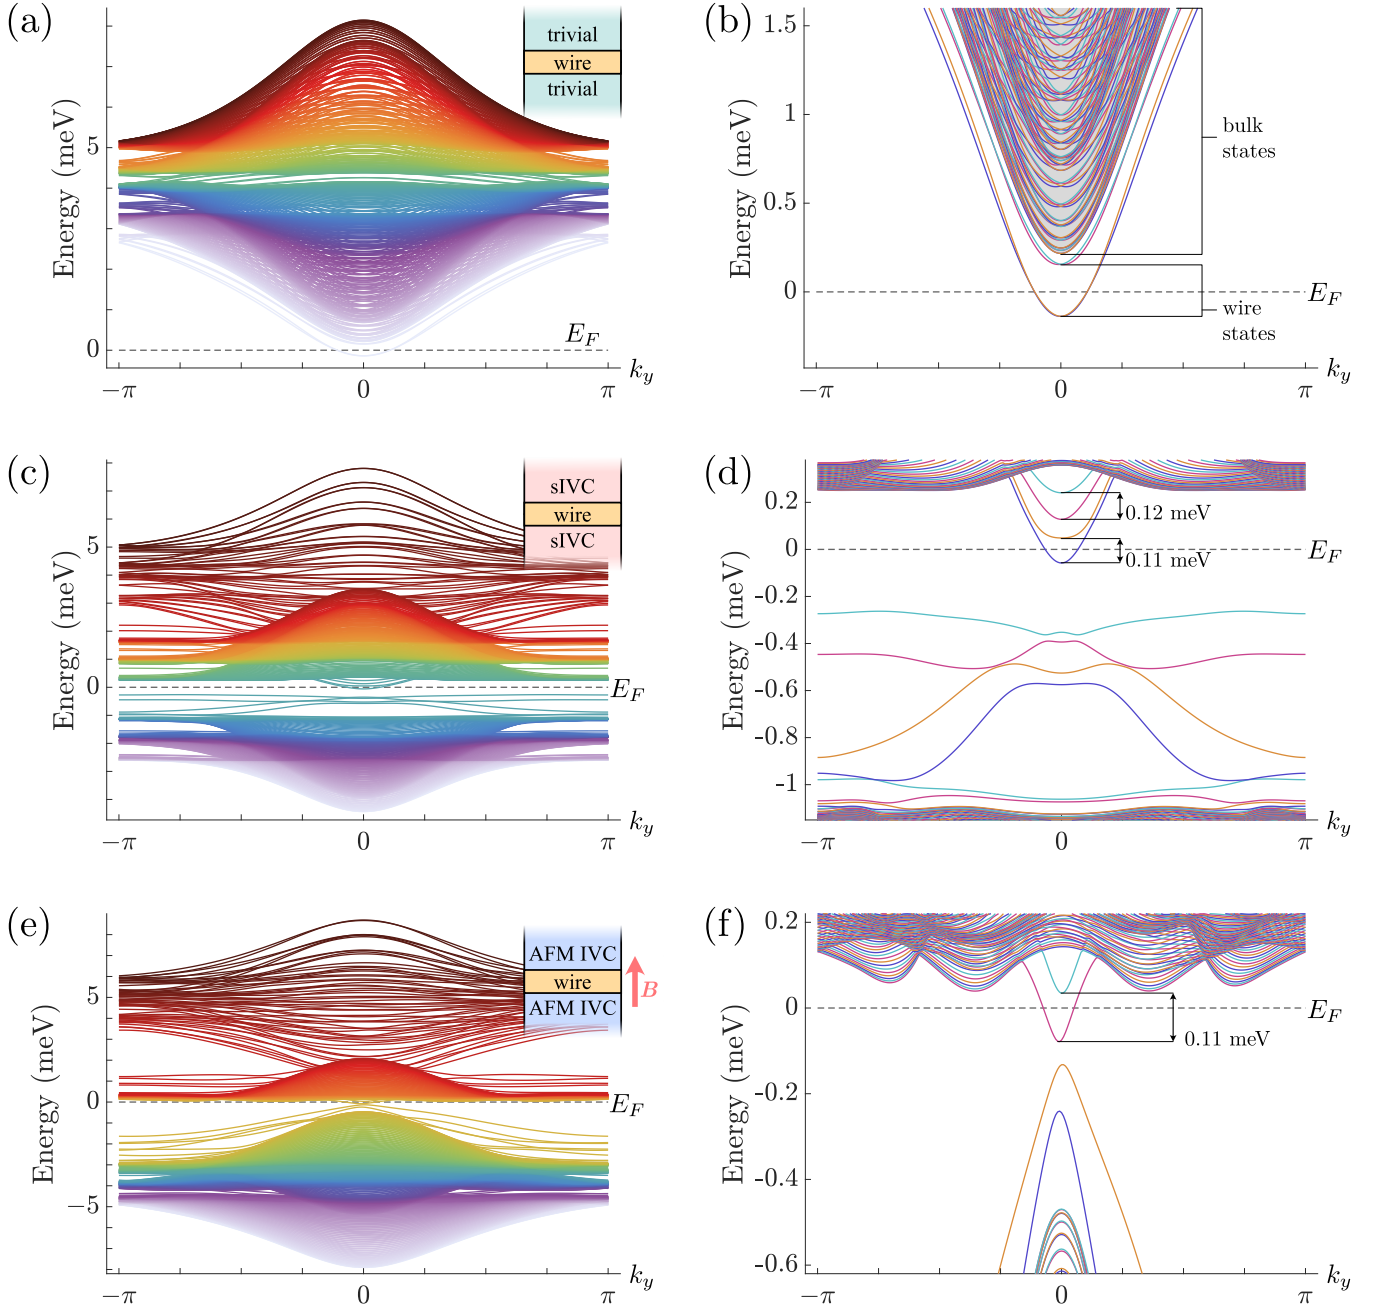 (a)
Energy (meV)
5
0
trivial
wire
trivial
E_F
−π
0
π
k_y
(b)
Energy (meV)
1.5
1
0.5
0
bulk
states
E_F
wire
states
−π
0
π
k_y
(c)
Energy (meV)
5
0
sIVC
wire
sIVC
E_F
−π
0
π
k_y
(d)
Energy (meV)
0.2
0
-0.2
-0.4
-0.6
-0.8
-1
0.12 meV
E_F
0.11 meV
−π
0
π
k_y
(e)
Energy (meV)
5
0
−5
AFM IVC
wire
AFM IVC
B
E_F
−π
0
π
k_y
(f)
Energy (meV)
0.2
0
-0.2
-0.4
-0.6
E_F
0.11 meV
−π
0
π
k_y